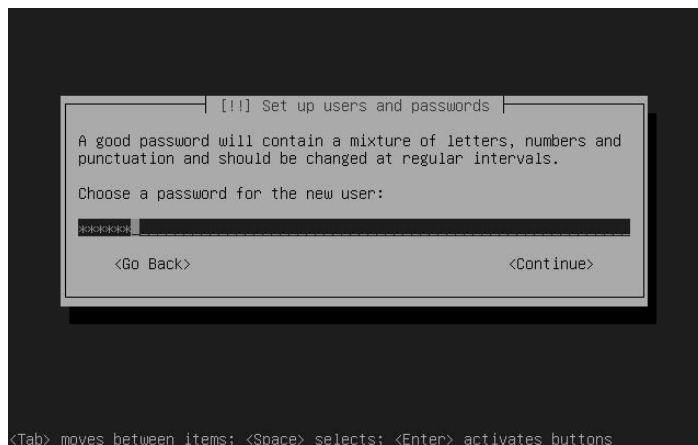 [!!] Set up users and passwords
A good password will contain a mixture of letters, numbers and
punctuation and should be changed at regular intervals.
Choose a password for the new user:
******
<Go Back> <Continue>
<Tab> moves between items; <Space> selects; <Enter> activates buttons